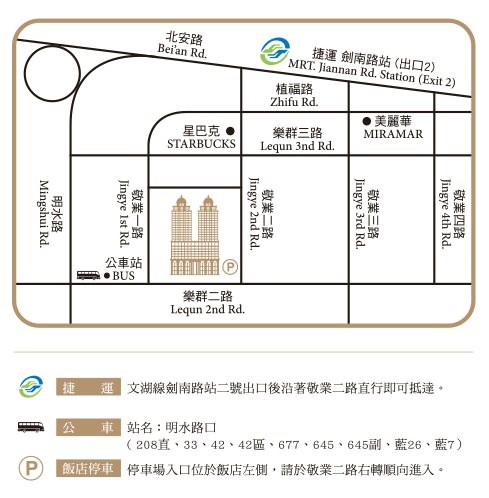 北安路
Bei'an Rd.
捷運 劍南路站 (出口2)
MRT. Jiannan Rd. Station (Exit 2)
植福路
Zhifu Rd.
星巴克
STARBUCKS
樂群三路
Lequn 3nd Rd.
美麗華
MIRAMAR
明水路
Mingshui Rd.
敬業一路
Jingye 1st Rd.
敬業二路
Jingye 2nd Rd.
敬業三路
Jingye 3rd Rd.
敬業四路
Jingye 4th Rd.
公車站
BUS
P
樂群二路
Lequn 2nd Rd.
捷運 文湖線劍南路站二號出口後沿著敬業二路直行即可抵達。
公車 站名：明水路口
( 208直、33、42、42區、677、645、645副、藍26、藍7 )
P 飯店停車 停車場入口位於飯店左側，請於敬業二路右轉順向進入。